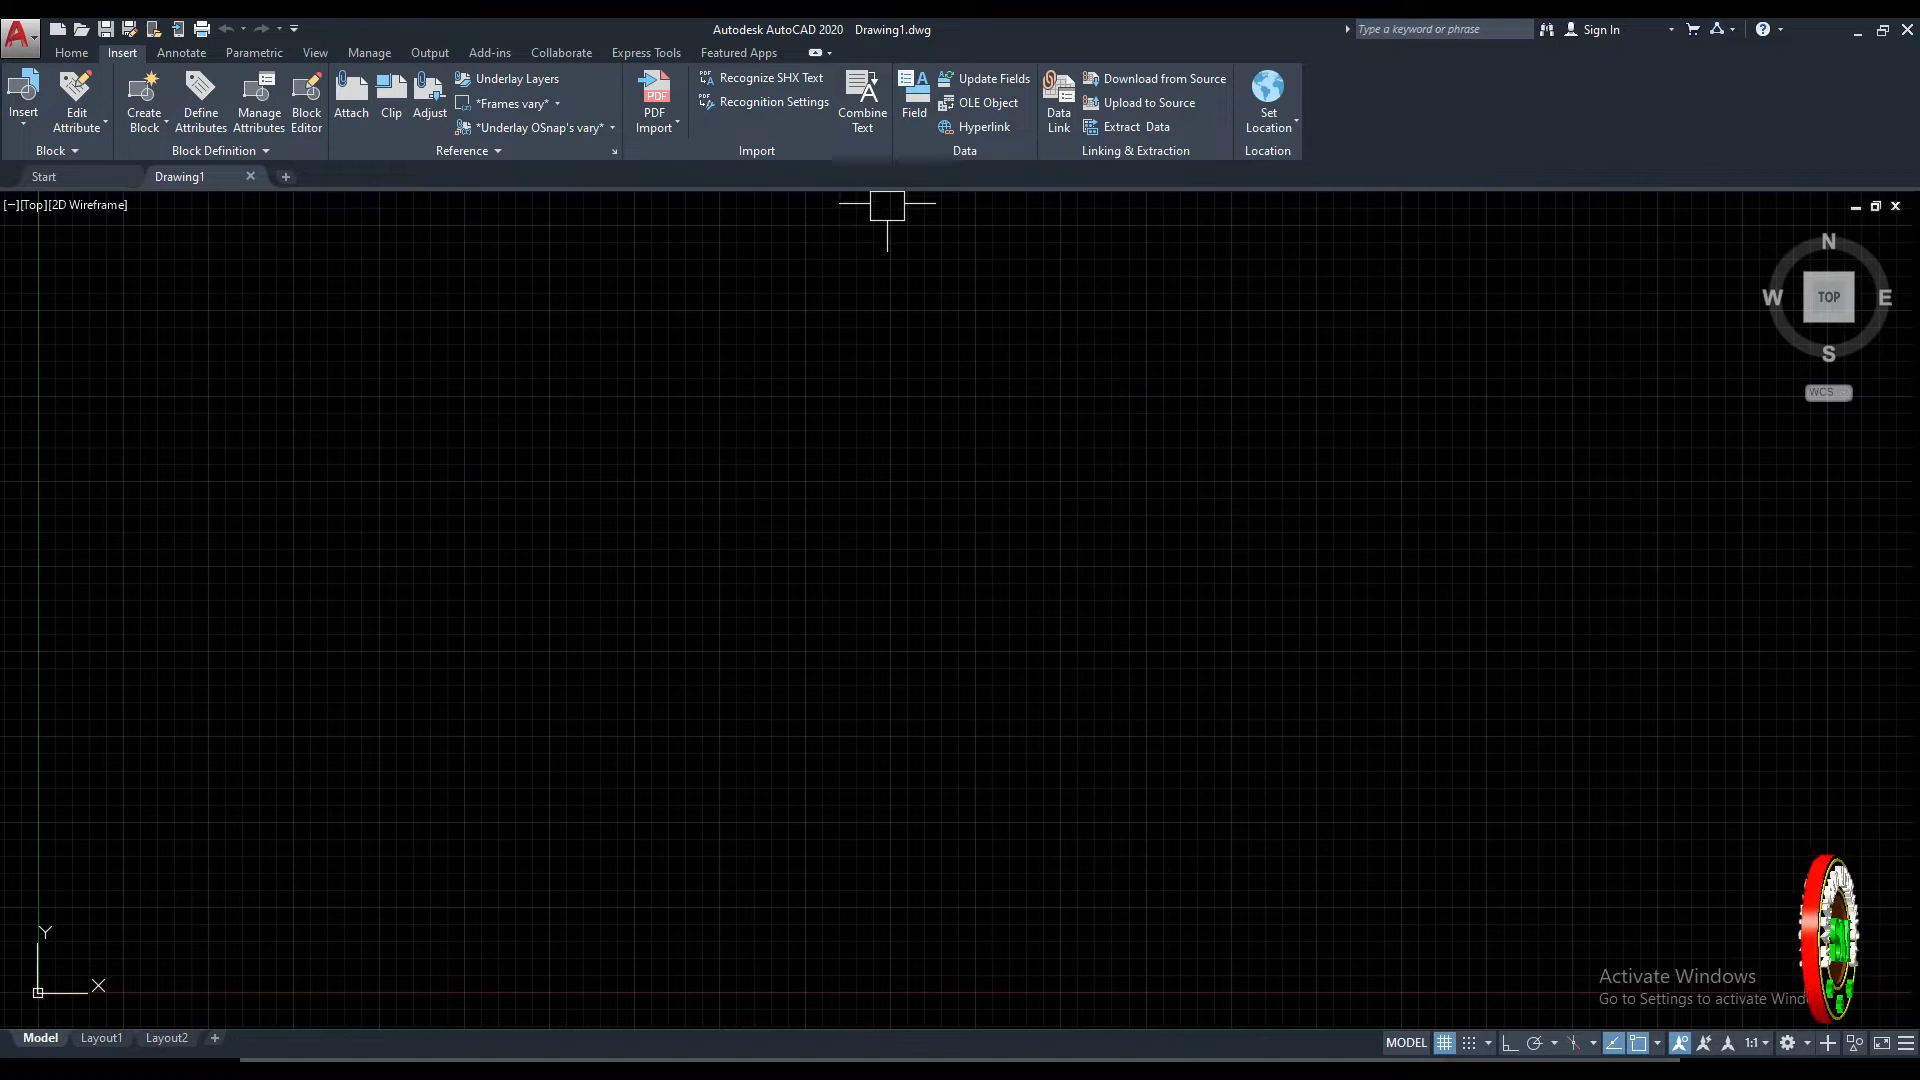 Autodesk AutoCAD 2020 Drawing1.dwg
Type a keyword or phrase
Sign In
Home Insert Annotate Parametric View Manage Output Add-ins Collaborate Express Tools Featured Apps
Insert
Edit
Attribute
Block
Create
Block
Define
Attributes
Manage
Attributes
Block
Editor
Block Definition
Attach
Clip
Adjust
Underlay Layers
*Frames vary*
*Underlay OSnap's vary*
Reference
PDF
PDF
Import
Recognize SHX Text
Recognition Settings
Combine
Text
Import
Field
Update Fields
OLE Object
Hyperlink
Data
Data
Link
Download from Source
Upload to Source
Extract Data
Linking & Extraction
Set
Location
Location
Start
Drawing1
[−][Top][2D Wireframe]
N
W
TOP
E
S
WCS
Y
X
Activate Windows
Go to Settings to activate Wind
Model Layout1 Layout2
MODEL
1:1